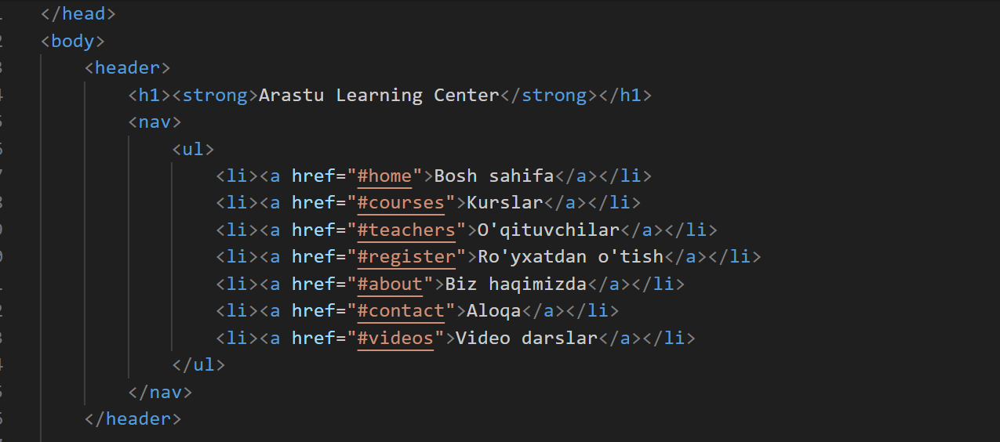 </head>
<body>
<header>
<h1><strong>Arastu Learning Center</strong></h1>
<nav>
<ul>
<li><a href="#home">Bosh sahifa</a></li>
<li><a href="#courses">Kurslar</a></li>
<li><a href="#teachers">O'qituvchilar</a></li>
<li><a href="#register">Ro'yxatdan o'tish</a></li>
<li><a href="#about">Biz haqimizda</a></li>
<li><a href="#contact">Aloqa</a></li>
<li><a href="#videos">Video darslar</a></li>
</ul>
</nav>
</header>